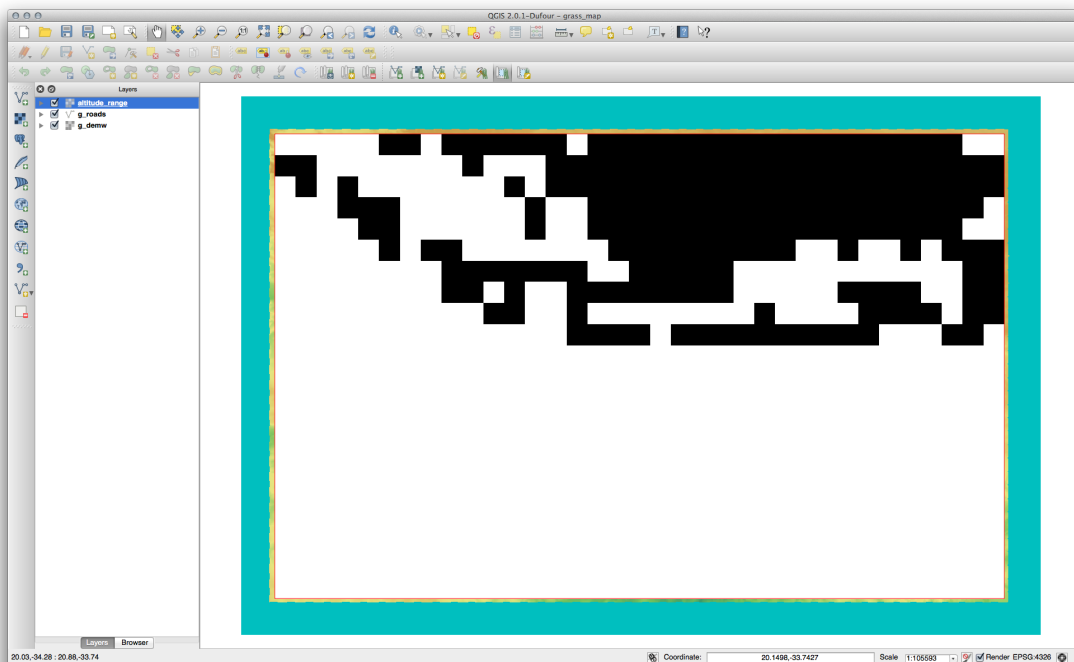 QGIS 2.0.1-Dufour - grass_map
Layers
altitude_range
g_roads
g_demw
Layers Browser
20.03,-34.28 : 20.88,-33.74
Coordinate: 20.1498,-33.7427 Scale 1:105593 Render EPSG:4326